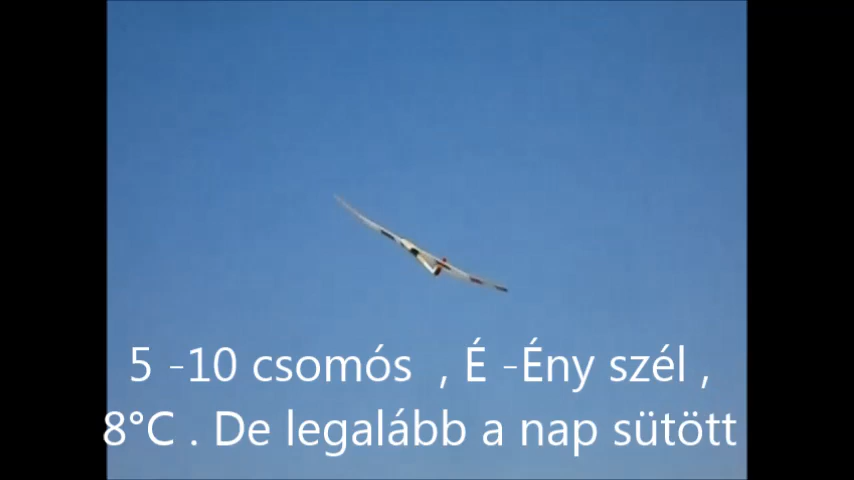 5 -10 csomós , É -Ény szél ,
8°C . De legalább a nap sütött